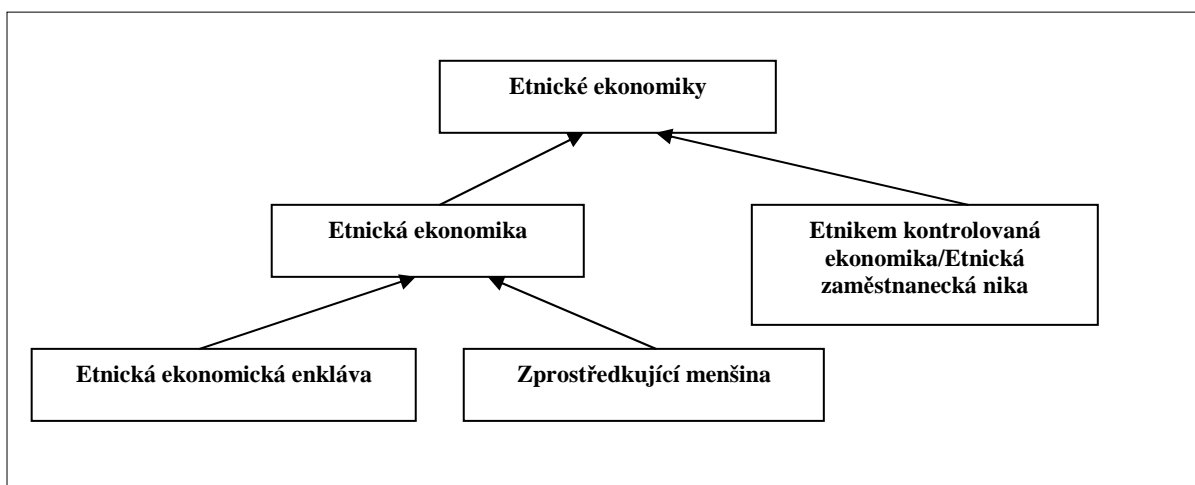 Etnické ekonomiky
Etnická ekonomika
Etnikem kontrolovaná
ekonomika/Etnická
zaměstnanecká nika
Etnická ekonomická enkláva
Zprostředkující menšina